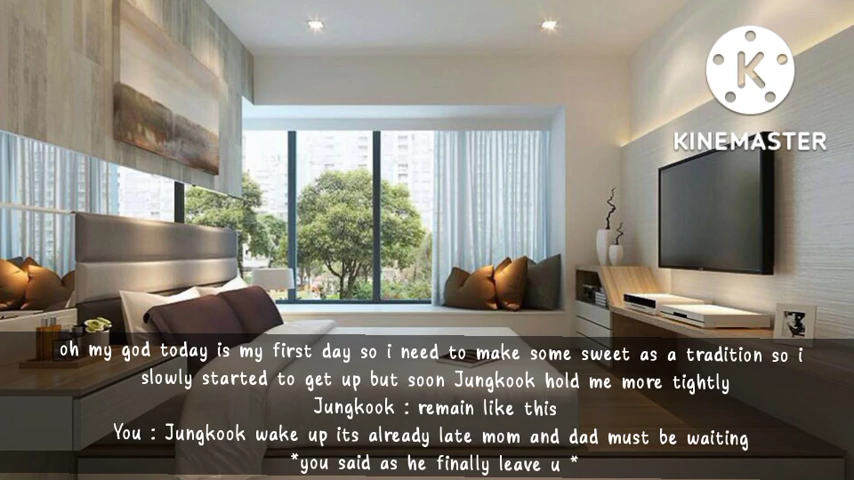 KINEMASTER
oh my god today is my first day so i need to make some sweet as a tradition so i
slowly started to get up but soon Jungkook hold me more tightly
Jungkook : remain like this
You : Jungkook wake up its already late mom and dad must be waiting
*you said as he finally leave u *